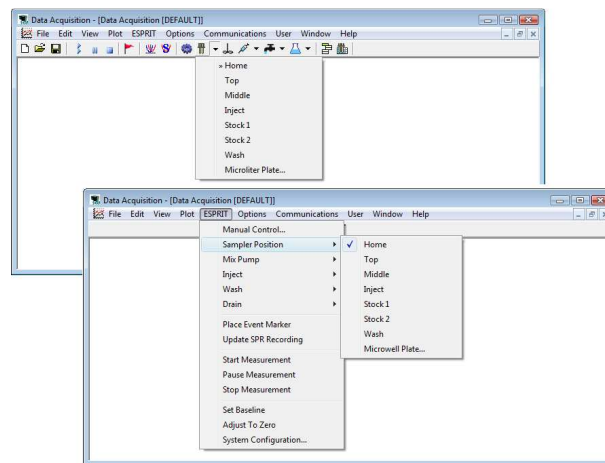 Data Acquisition - [Data Acquisition [DEFAULT]]
File Edit View Plot ESPRIT Options Communications User Window Help
» Home
Top
Middle
Inject
Stock 1
Stock 2
Wash
Microliter Plate...
Data Acquisition - [Data Acquisition [DEFAULT]]
File Edit View Plot ESPRIT Options Communications User Window Help
Manual Control...
Sampler Position
Mix Pump
Inject
Wash
Drain
Place Event Marker
Update SPR Recording
Start Measurement
Pause Measurement
Stop Measurement
Set Baseline
Adjust To Zero
System Configuration...
✓ Home
Top
Middle
Inject
Stock 1
Stock 2
Wash
Microwell Plate...